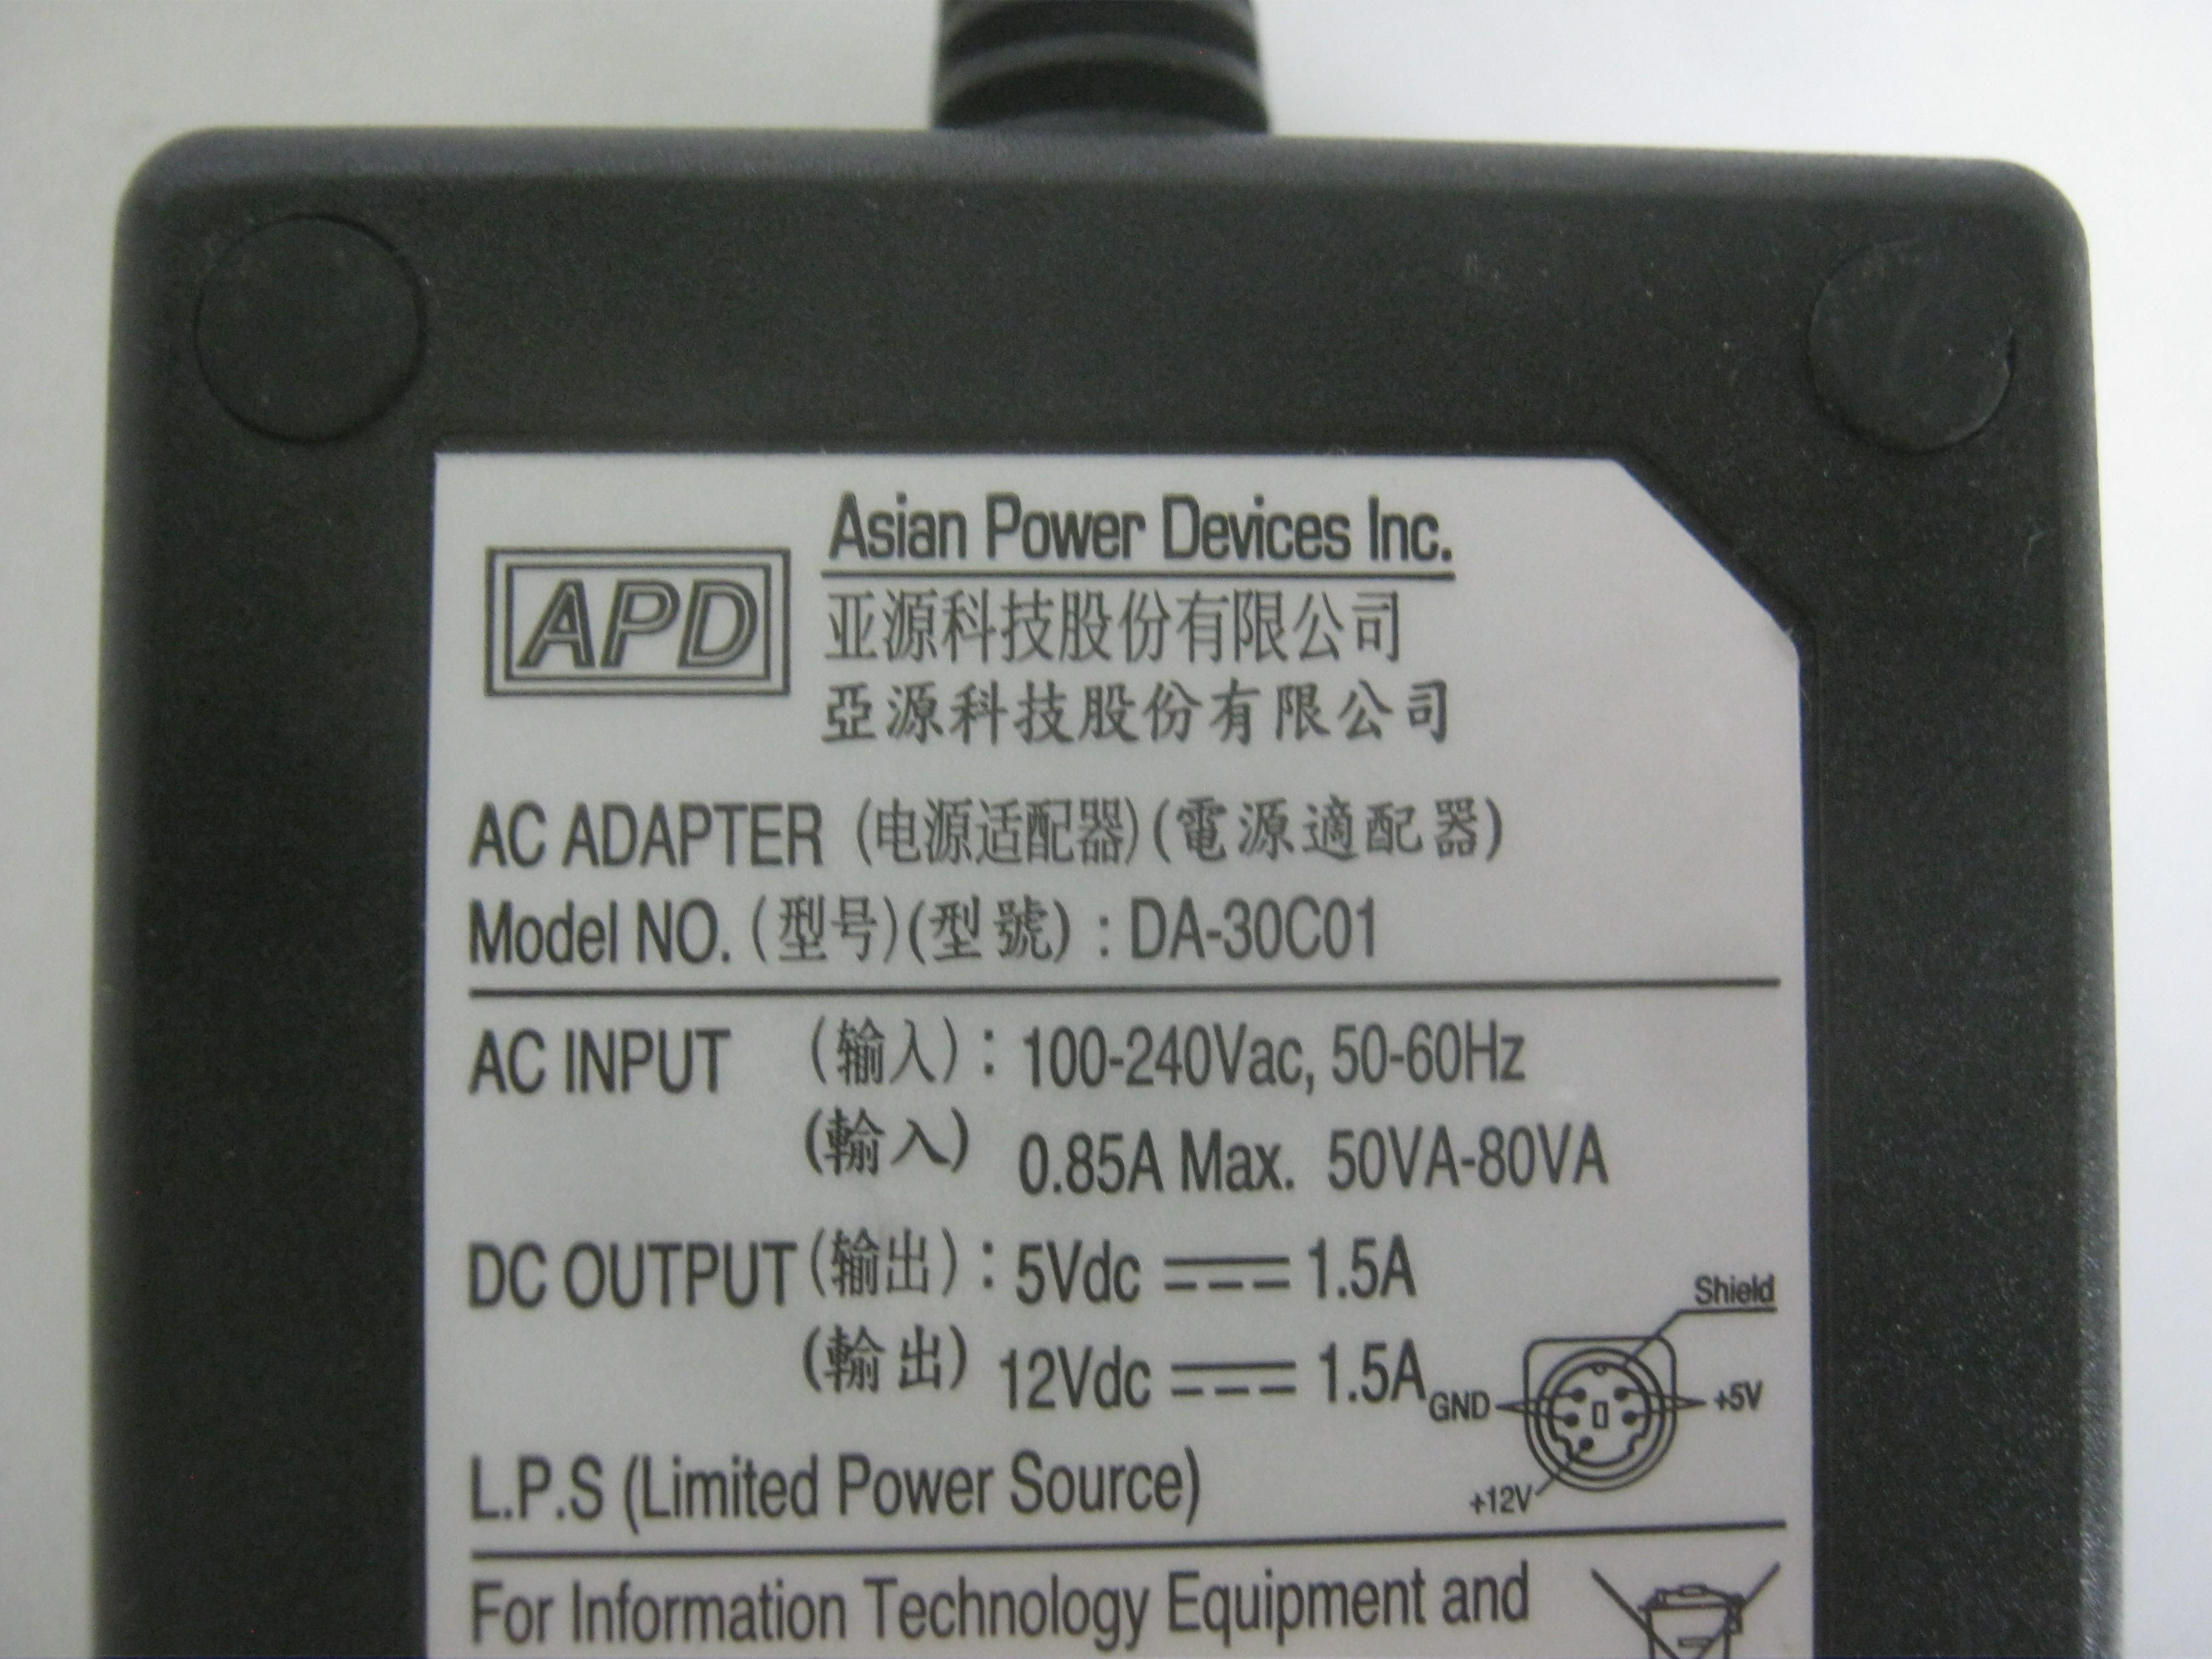 Asian Power Devices Inc.
APD
亚源科技股份有限公司
亞源科技股份有限公司
AC ADAPTER (电源适配器) (電源適配器)
Model NO. (型号) (型號) : DA-30C01
AC INPUT (输入) : 100-240Vac, 50-60Hz
(輸入) 0.85A Max. 50VA-80VA
DC OUTPUT (输出) : 5Vdc 1.5A
Shield
(輸出) 12Vdc 1.5A
GND +5V
+12V
L.P.S (Limited Power Source)
For Information Technology Equipment and